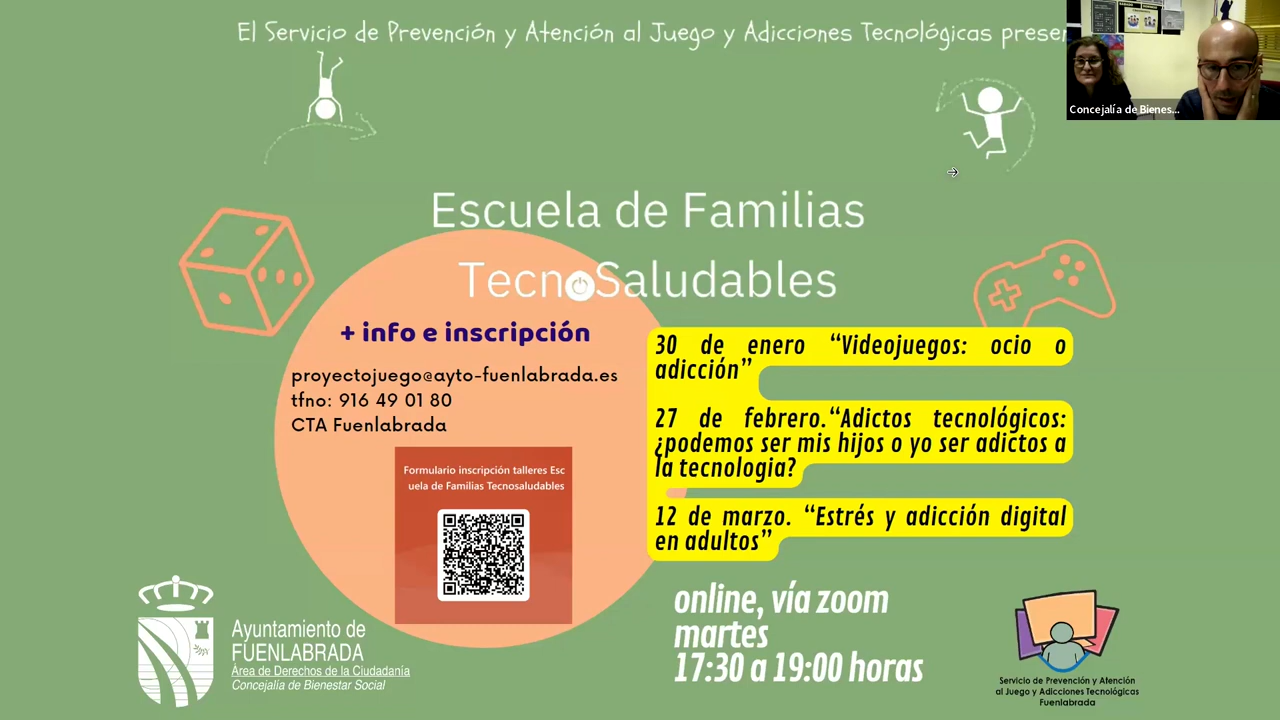 El Servicio de Prevención y Atención al Juego y Adicciones Tecnológicas presen
Concejalía de Bienes...
Escuela de Familias
TecnoSaludables
+ info e inscripción
proyectojuego@ayto-fuenlabrada.es
tfno: 916 49 01 80
CTA Fuenlabrada
Formulario inscripción talleres Esc
uela de Familias Tecnosaludables
30 de enero “Videojuegos: ocio o
adicción”
27 de febrero.“Adictos tecnológicos:
¿podemos ser mis hijos o yo ser adictos a
la tecnologia?
12 de marzo. “Estrés y adicción digital
en adultos”
online, vía zoom
martes
17:30 a 19:00 horas
Ayuntamiento de
FUENLABRADA
Área de Derechos de la Ciudadanía
Concejalía de Bienestar Social
Servicio de Prevención y Atención
al Juego y Adicciones Tecnológicas
Fuenlabrada